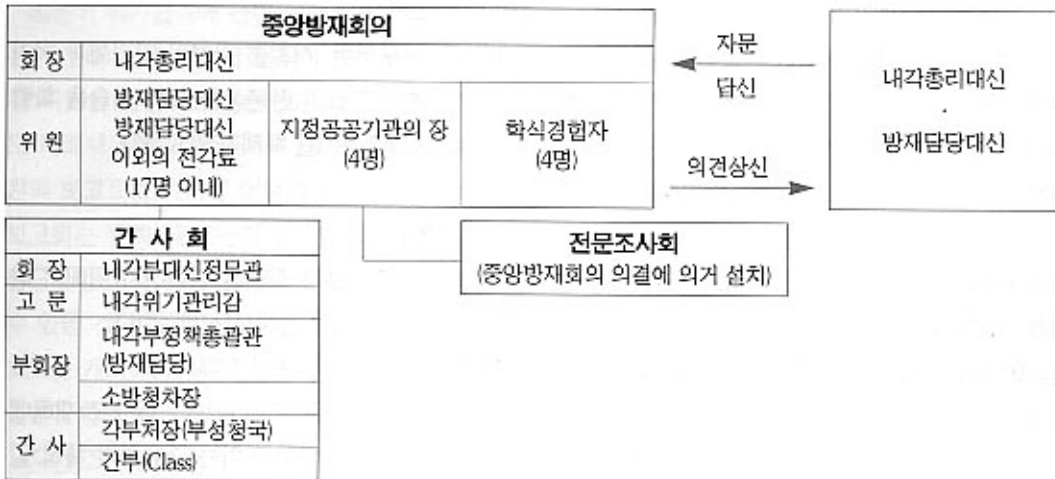 중앙방재회의
회 장 내각총리대신
위 원
방재담당대신
방재담당대신
이외의 전각료
(17명 이내)
지정공공기관의 장
(4명)
학식경험자
(4명)
자문
답신
의견상신
내각총리대신
·
방재담당대신
간 사 회
회 장 내각부대신정무관
고 문 내각위기관리감
부회장
내각부정책총괄관
(방재담당)
소방청차장
간 사
각부처장(부성청국)
간부(Class)
전문조사회
(중앙방재회의 의결에 의거 설치)